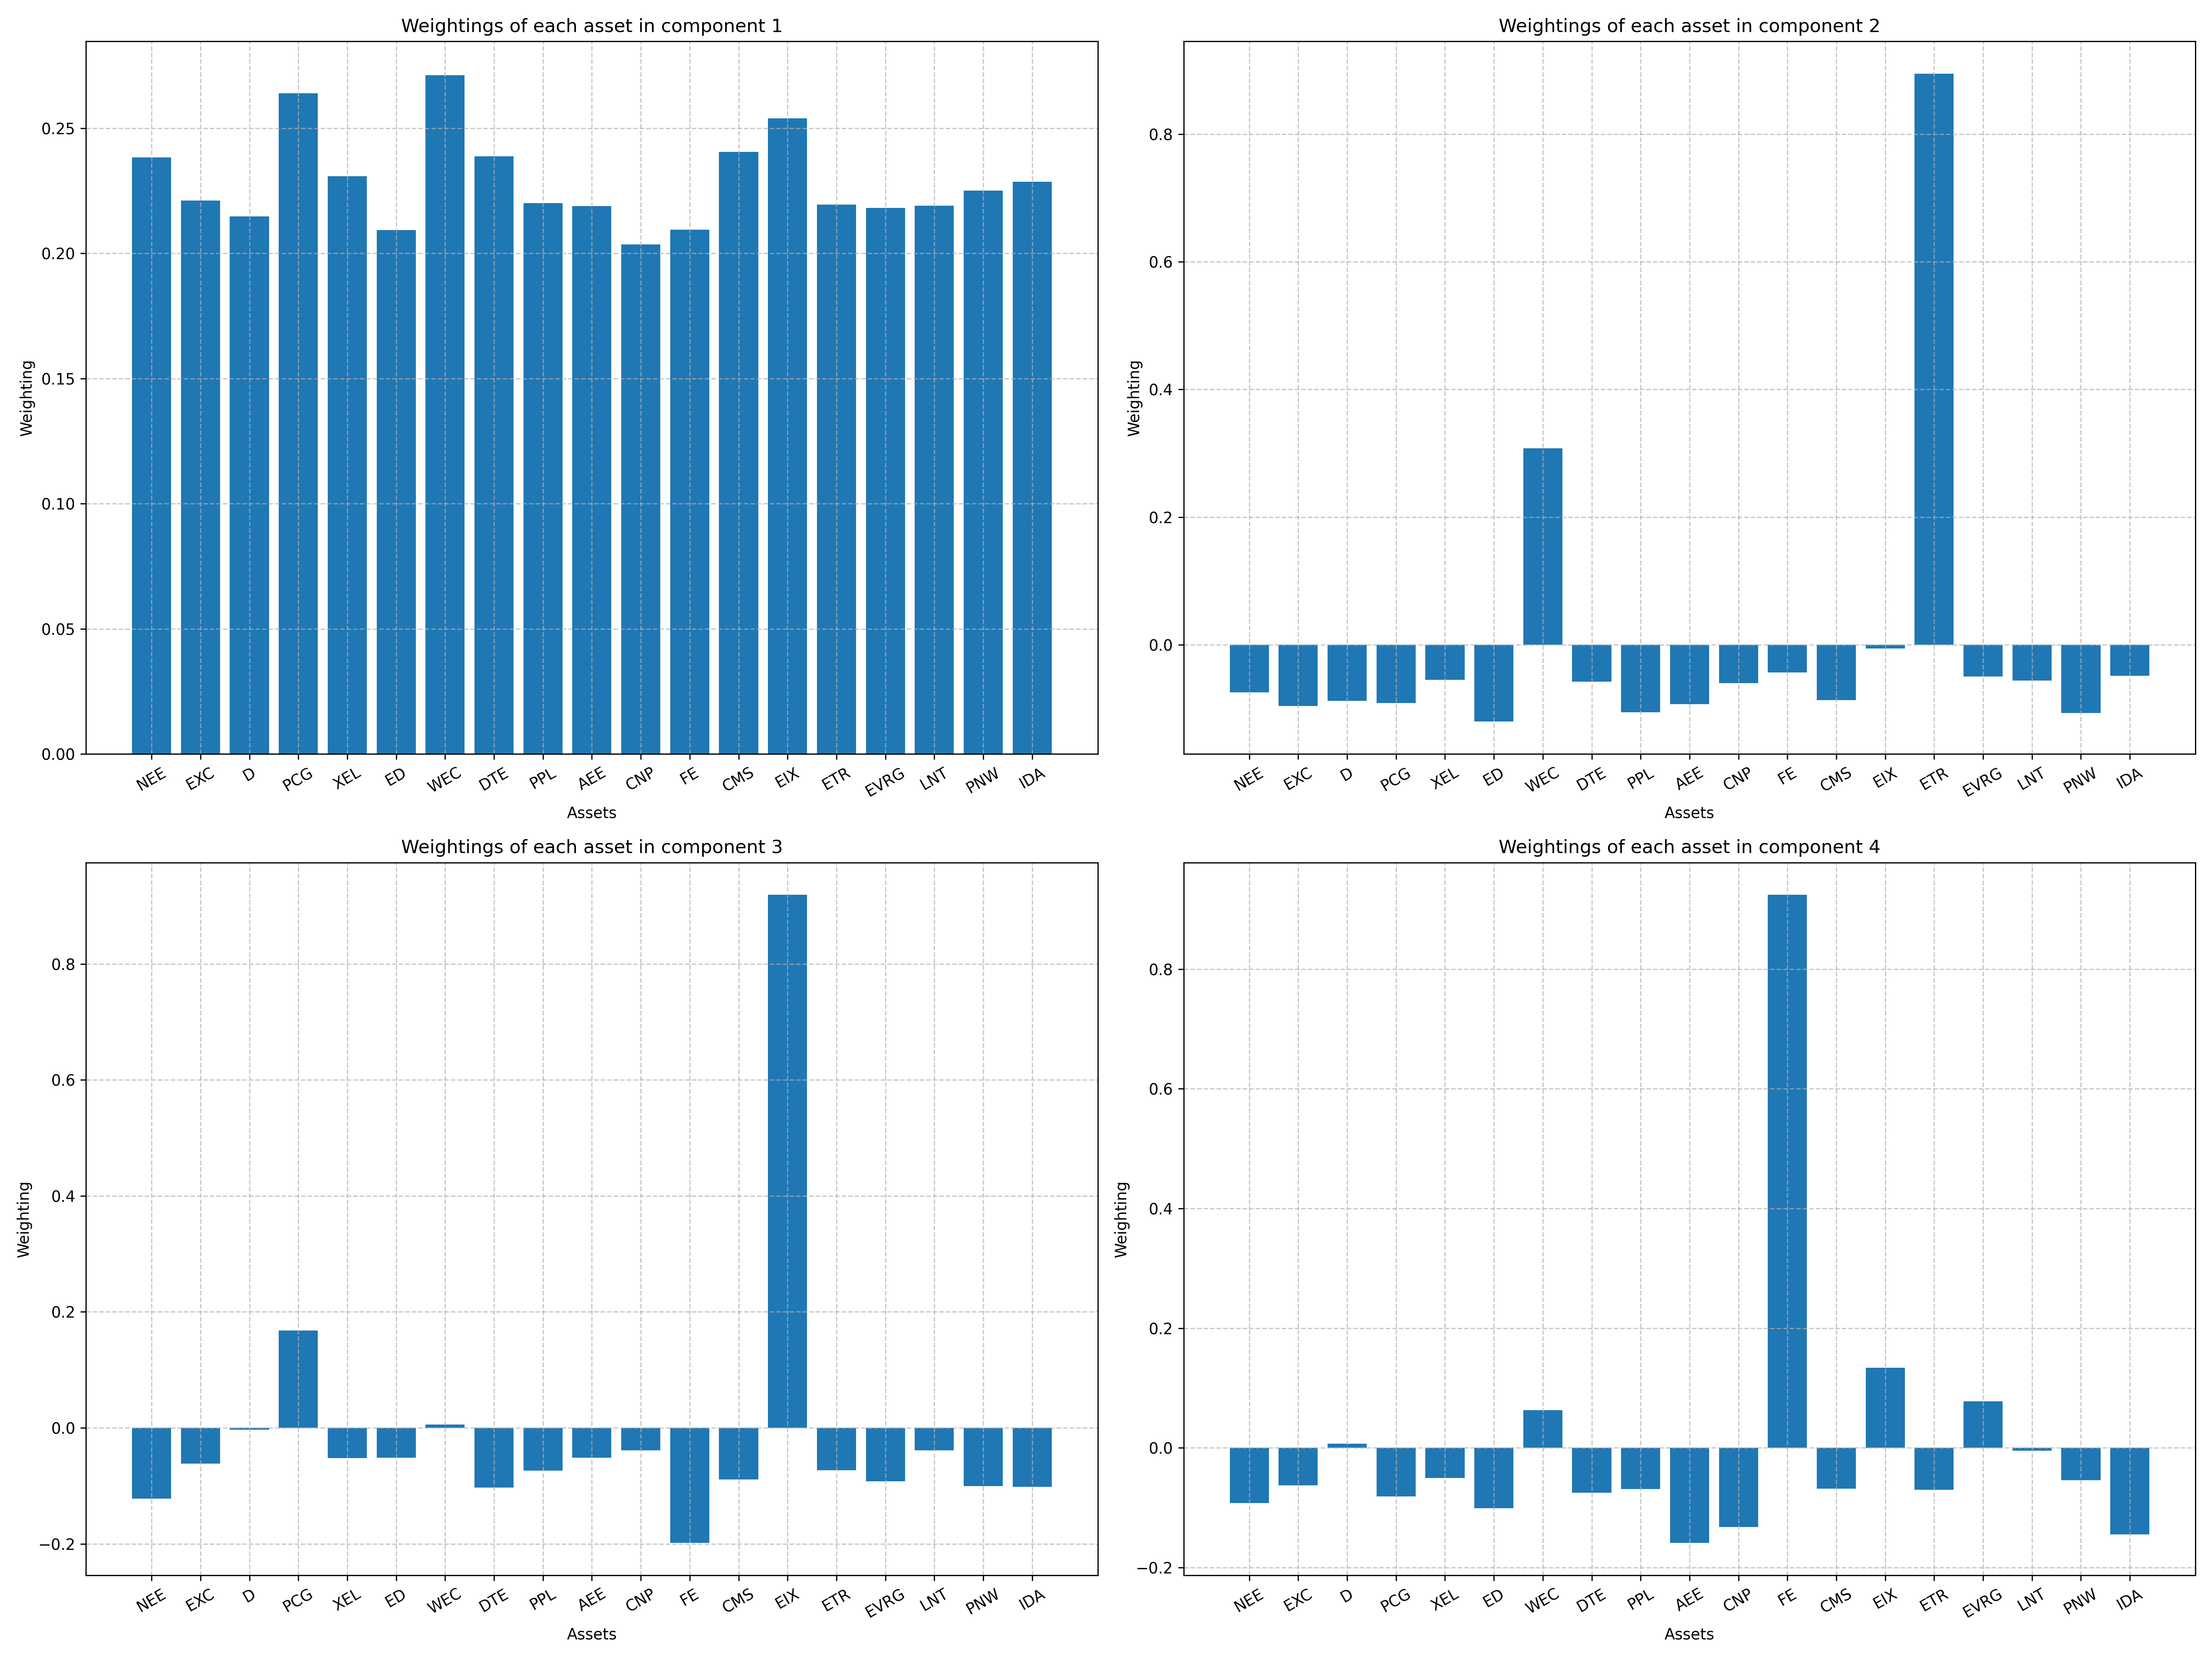 Weightings of each asset in component 1
Weighting
0.25
0.20
0.15
0.10
0.05
0.00
NEE EXC D PCG XEL ED WEC DTE PPL AEE CNP FE CMS EIX ETR EVRG LNT PNW IDA
Assets
Weightings of each asset in component 2
Weighting
0.8
0.6
0.4
0.2
0.0
NEE EXC D PCG XEL ED WEC DTE PPL AEE CNP FE CMS EIX ETR EVRG LNT PNW IDA
Assets
Weightings of each asset in component 3
Weighting
0.8
0.6
0.4
0.2
0.0
−0.2
NEE EXC D PCG XEL ED WEC DTE PPL AEE CNP FE CMS EIX ETR EVRG LNT PNW IDA
Assets
Weightings of each asset in component 4
Weighting
0.8
0.6
0.4
0.2
0.0
−0.2
NEE EXC D PCG XEL ED WEC DTE PPL AEE CNP FE CMS EIX ETR EVRG LNT PNW IDA
Assets